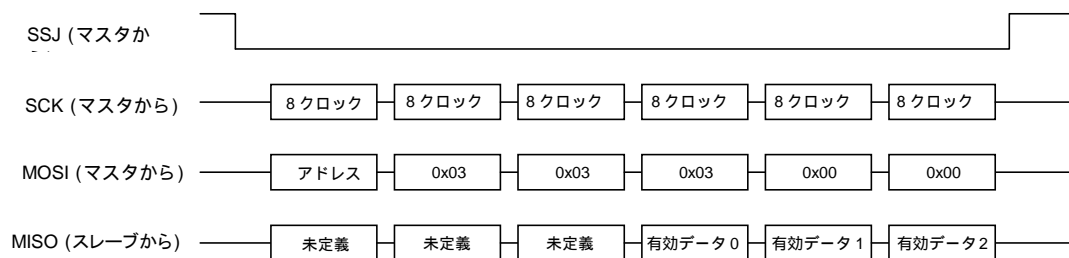 SSJ (マスタか
SCK (マスタから)
8 クロック 8 クロック 8 クロック 8 クロック 8 クロック 8 クロック
MOSI (マスタから)
アドレス 0x03 0x03 0x03 0x00 0x00
MISO (スレーブから)
未定義 未定義 未定義 有効データ 0 有効データ 1 有効データ 2